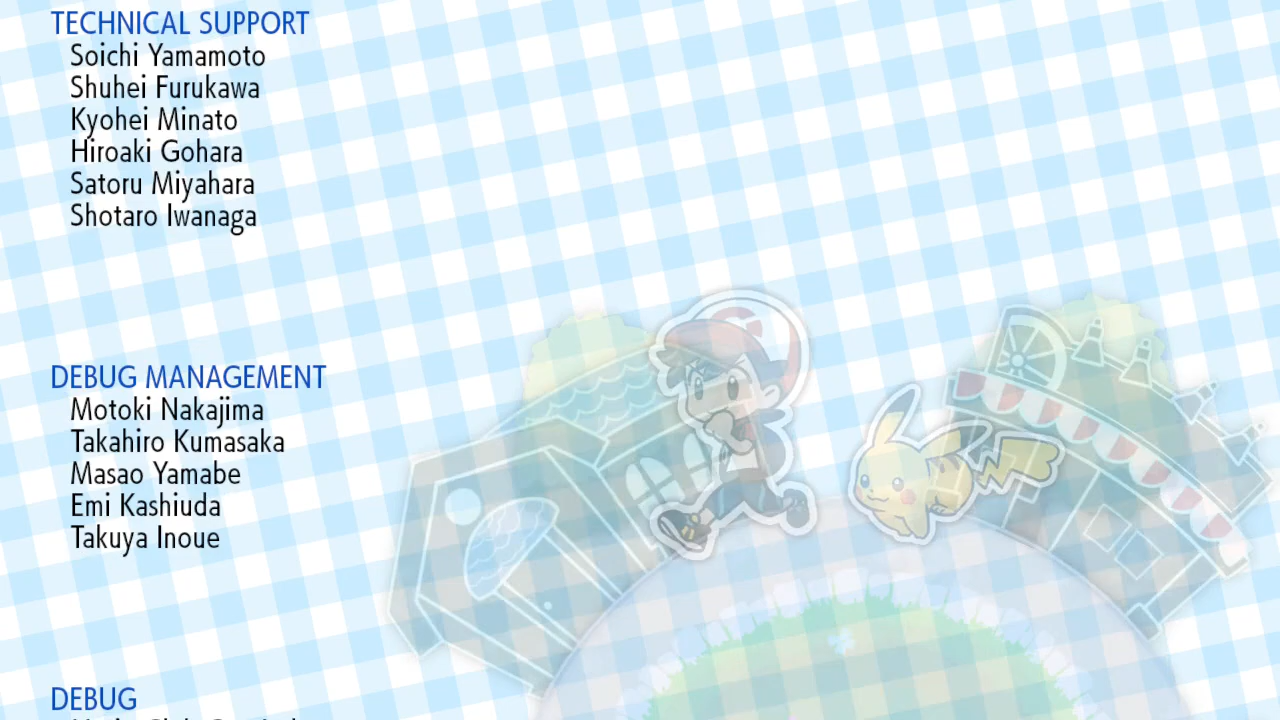 TECHNICAL SUPPORT
Soichi Yamamoto
Shuhei Furukawa
Kyohei Minato
Hiroaki Gohara
Satoru Miyahara
Shotaro Iwanaga
DEBUG MANAGEMENT
Motoki Nakajima
Takahiro Kumasaka
Masao Yamabe
Emi Kashiuda
Takuya Inoue
DEBUG